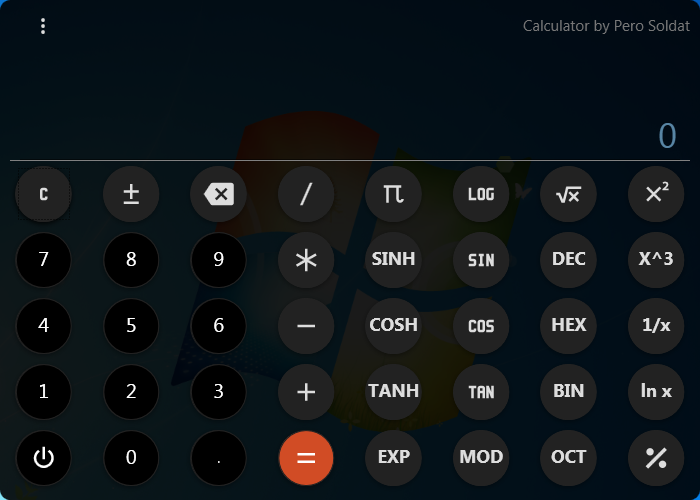 Calculator by Pero Soldat
0
C ± / π LOG √x X²
7 8 9 * SINH SIN DEC X^3
4 5 6 − COSH COS HEX 1/x
1 2 3 + TANH TAN BIN ln x
0 . = EXP MOD OCT %